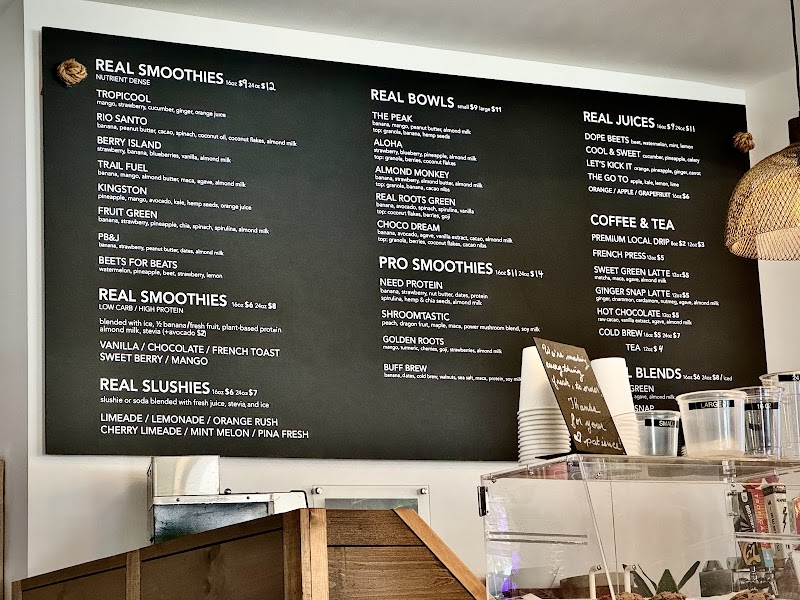 REAL SMOOTHIES 16oz $9 24oz $12
NUTRIENT DENSE
TROPICOOL
mango, strawberry, cucumber, ginger, orange juice
RIO SANTO
banana, peanut butter, cacao, spinach, coconut oil, coconut flakes, almond milk
BERRY ISLAND
strawberry, banana, blueberries, vanilla, almond milk
TRAIL FUEL
banana, mango, almond butter, maca, agave, almond milk
KINGSTON
pineapple, mango, avocado, kale, hemp seeds, orange juice
FRUIT GREEN
banana, strawberry, pineapple, chia, spinach, spirulina, almond milk
PB&J
banana, strawberry, peanut butter, dates, almond milk
BEETS FOR BEATS
watermelon, pineapple, beet, strawberry, lemon
REAL SMOOTHIES 16oz $6 24oz $8
LOW CARB / HIGH PROTEIN
blended with ice, ½ banana/fresh fruit, plant-based protein
almond milk, stevia (+avocado $2)
VANILLA / CHOCOLATE / FRENCH TOAST
SWEET BERRY / MANGO
REAL SLUSHIES 16oz $6 24oz $7
slushie or soda blended with fresh juice, stevia, and ice
LIMEADE / LEMONADE / ORANGE RUSH
CHERRY LIMEADE / MINT MELON / PINA FRESH
REAL BOWLS small $9 large $11
THE PEAK
banana, mango, peanut butter, almond milk
top: granola, banana, hemp seeds
ALOHA
strawberry, blueberry, pineapple, almond milk
top: granola, berries, coconut flakes
ALMOND MONKEY
banana, strawberry, almond butter, almond milk
top: granola, banana, cacao nibs
REAL ROOTS GREEN
banana, avocado, spinach, spirulina, vanilla
top: coconut flakes, berries, goji
CHOCO DREAM
banana, avocado, agave, vanilla extract, cacao, almond milk
top: granola, berries, coconut flakes, cacao nibs
PRO SMOOTHIES 16oz $11 24oz $14
NEED PROTEIN
banana, strawberry, nut butter, dates, protein
spirulina, hemp & chia seeds, almond milk
SHROOMTASTIC
peach, dragon fruit, maple, maca, power mushroom blend, soy milk
GOLDEN ROOTS
mango, turmeric, cherries, goji, strawberries, almond milk
BUFF BREW
banana, dates, cold brew, walnuts, sea salt, maca, protein, soy milk
REAL JUICES 16oz $9 24oz $11
DOPE BEETS beet, watermelon, mint, lemon
COOL & SWEET cucumber, pineapple, celery
LET'S KICK IT orange, pineapple, ginger, carrot
THE GO TO apple, kale, lemon, lime
ORANGE / APPLE / GRAPEFRUIT 16oz $6
COFFEE & TEA
PREMIUM LOCAL DRIP 8oz $2 12oz $3
FRENCH PRESS 12oz $5
SWEET GREEN LATTE 12oz $5
matcha, maca, agave, almond milk
GINGER SNAP LATTE 12oz $5
ginger, cinnamon, cardamom, nutmeg, agave, almond milk
HOT CHOCOLATE 12oz $5
raw cacao, vanilla extract, agave, almond milk
COLD BREW 16oz $5 24oz $7
TEA 12oz $4
L BLENDS 16oz $6 24oz $8 / iced
GREEN
agave, almond milk
SNAP
We're making
everything
fresh, to order
Thanks
for your
patience
SMALL
LARGE
16oz
20